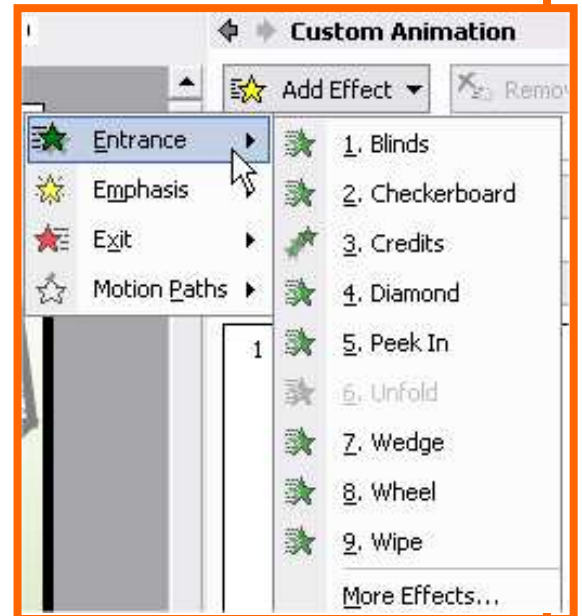 Custom Animation
Add Effect
Remov
Entrance
Emphasis
Exit
Motion Paths
1. Blinds
2. Checkerboard
3. Credits
4. Diamond
1
5. Peek In
6. Unfold
7. Wedge
8. Wheel
9. Wipe
More Effects...